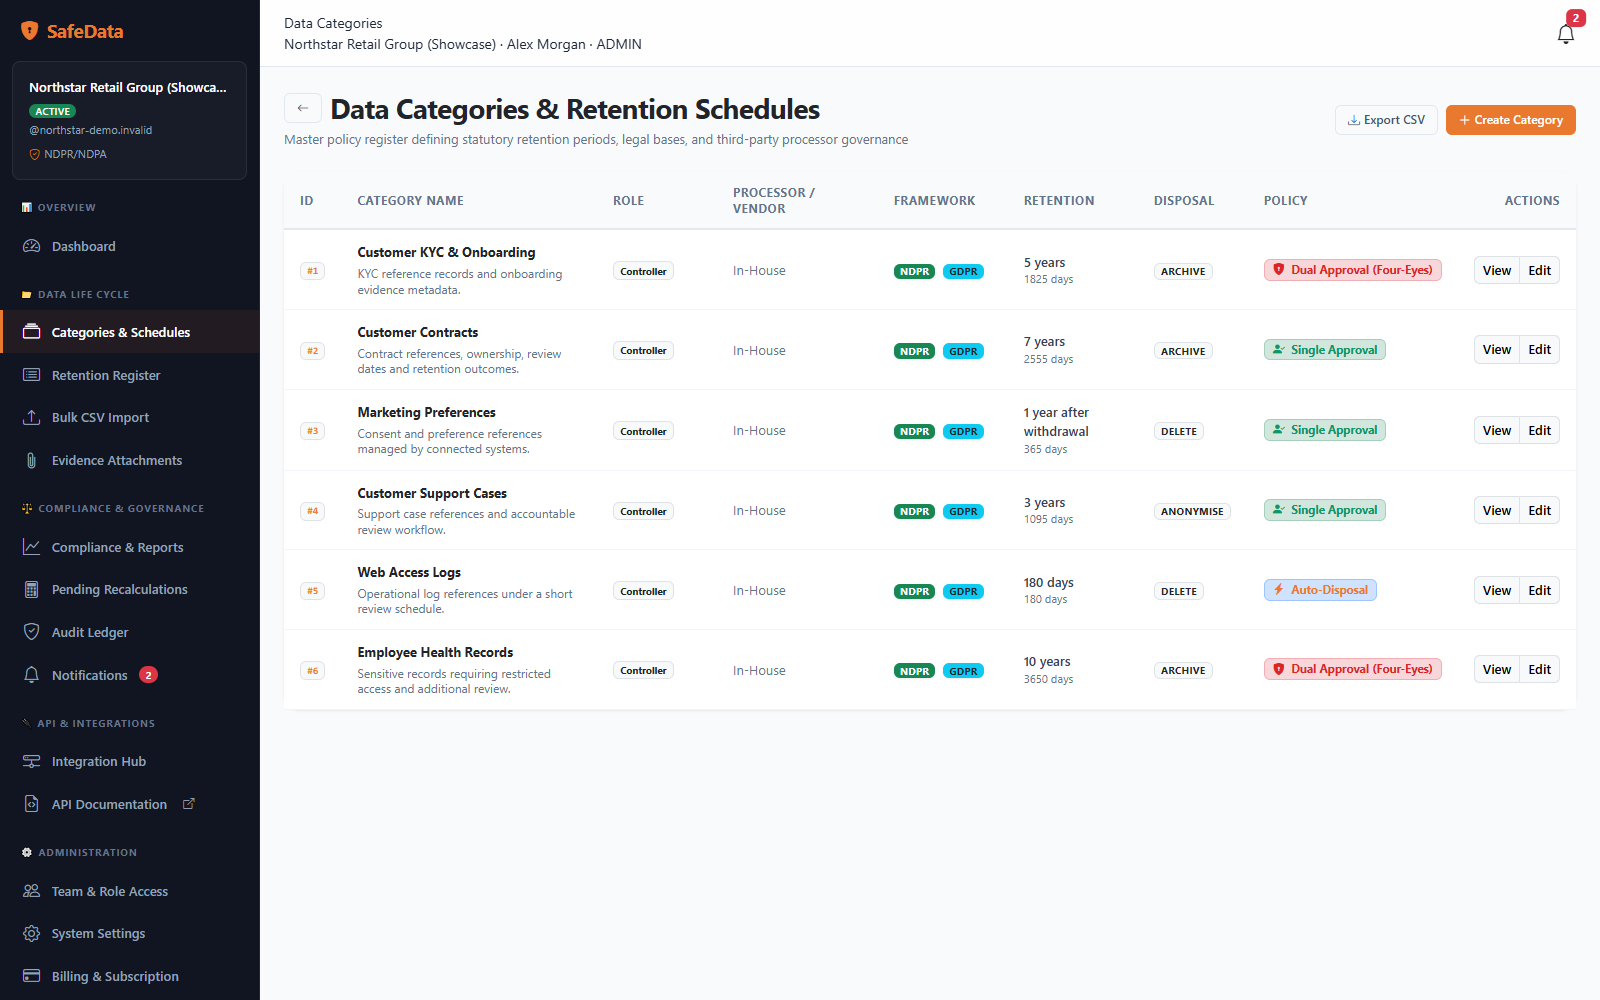 SafeData
Northstar Retail Group (Showca...
ACTIVE
@northstar-demo.invalid
NDPR/NDPA
OVERVIEW
Dashboard
DATA LIFE CYCLE
Categories & Schedules
Retention Register
Bulk CSV Import
Evidence Attachments
COMPLIANCE & GOVERNANCE
Compliance & Reports
Pending Recalculations
Audit Ledger
Notifications 2
API & INTEGRATIONS
Integration Hub
API Documentation
ADMINISTRATION
Team & Role Access
System Settings
Billing & Subscription
Data Categories
Northstar Retail Group (Showcase) · Alex Morgan · ADMIN
2
Data Categories & Retention Schedules
Master policy register defining statutory retention periods, legal bases, and third-party processor governance
Export CSV
+ Create Category
ID CATEGORY NAME ROLE PROCESSOR / VENDOR FRAMEWORK RETENTION DISPOSAL POLICY ACTIONS
#1
Customer KYC & Onboarding
KYC reference records and onboarding
evidence metadata.
Controller
In-House
NDPR GDPR
5 years
1825 days
ARCHIVE
Dual Approval (Four-Eyes)
View Edit
#2
Customer Contracts
Contract references, ownership, review
dates and retention outcomes.
Controller
In-House
NDPR GDPR
7 years
2555 days
ARCHIVE
Single Approval
View Edit
#3
Marketing Preferences
Consent and preference references
managed by connected systems.
Controller
In-House
NDPR GDPR
1 year after
withdrawal
365 days
DELETE
Single Approval
View Edit
#4
Customer Support Cases
Support case references and accountable
review workflow.
Controller
In-House
NDPR GDPR
3 years
1095 days
ANONYMISE
Single Approval
View Edit
#5
Web Access Logs
Operational log references under a short
review schedule.
Controller
In-House
NDPR GDPR
180 days
180 days
DELETE
Auto-Disposal
View Edit
#6
Employee Health Records
Sensitive records requiring restricted
access and additional review.
Controller
In-House
NDPR GDPR
10 years
3650 days
ARCHIVE
Dual Approval (Four-Eyes)
View Edit